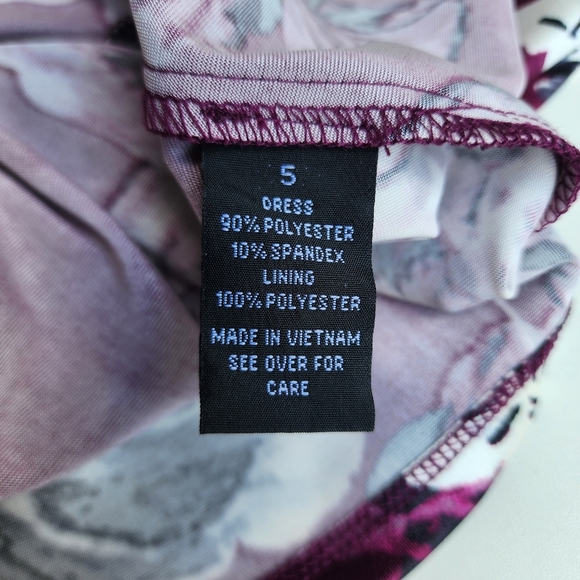 5
DRESS
90% POLYESTER
10% SPANDEX
LINING
100% POLYESTER
MADE IN VIETNAM
SEE OVER FOR
CARE